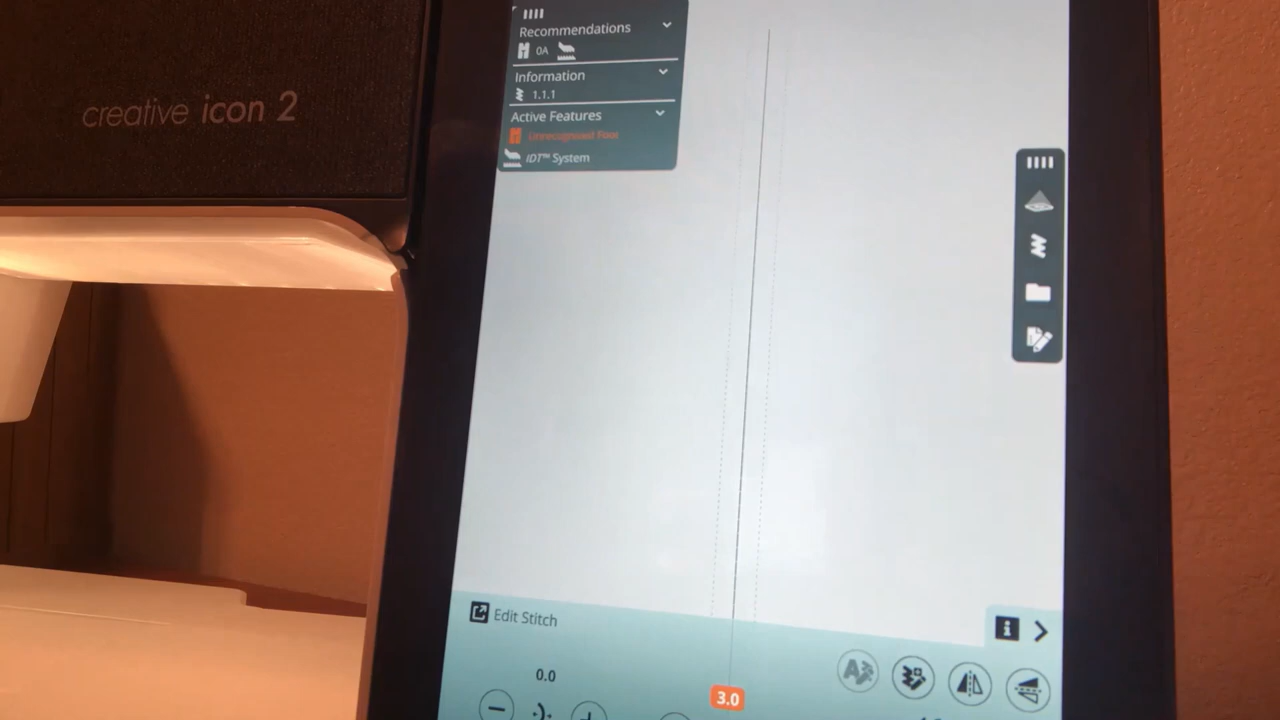 creative icon 2
Recommendations
0A
Information
1.1.1
Active Features
Unrecognised Foot
IDT™ System
Edit Stitch
0.0
3.0